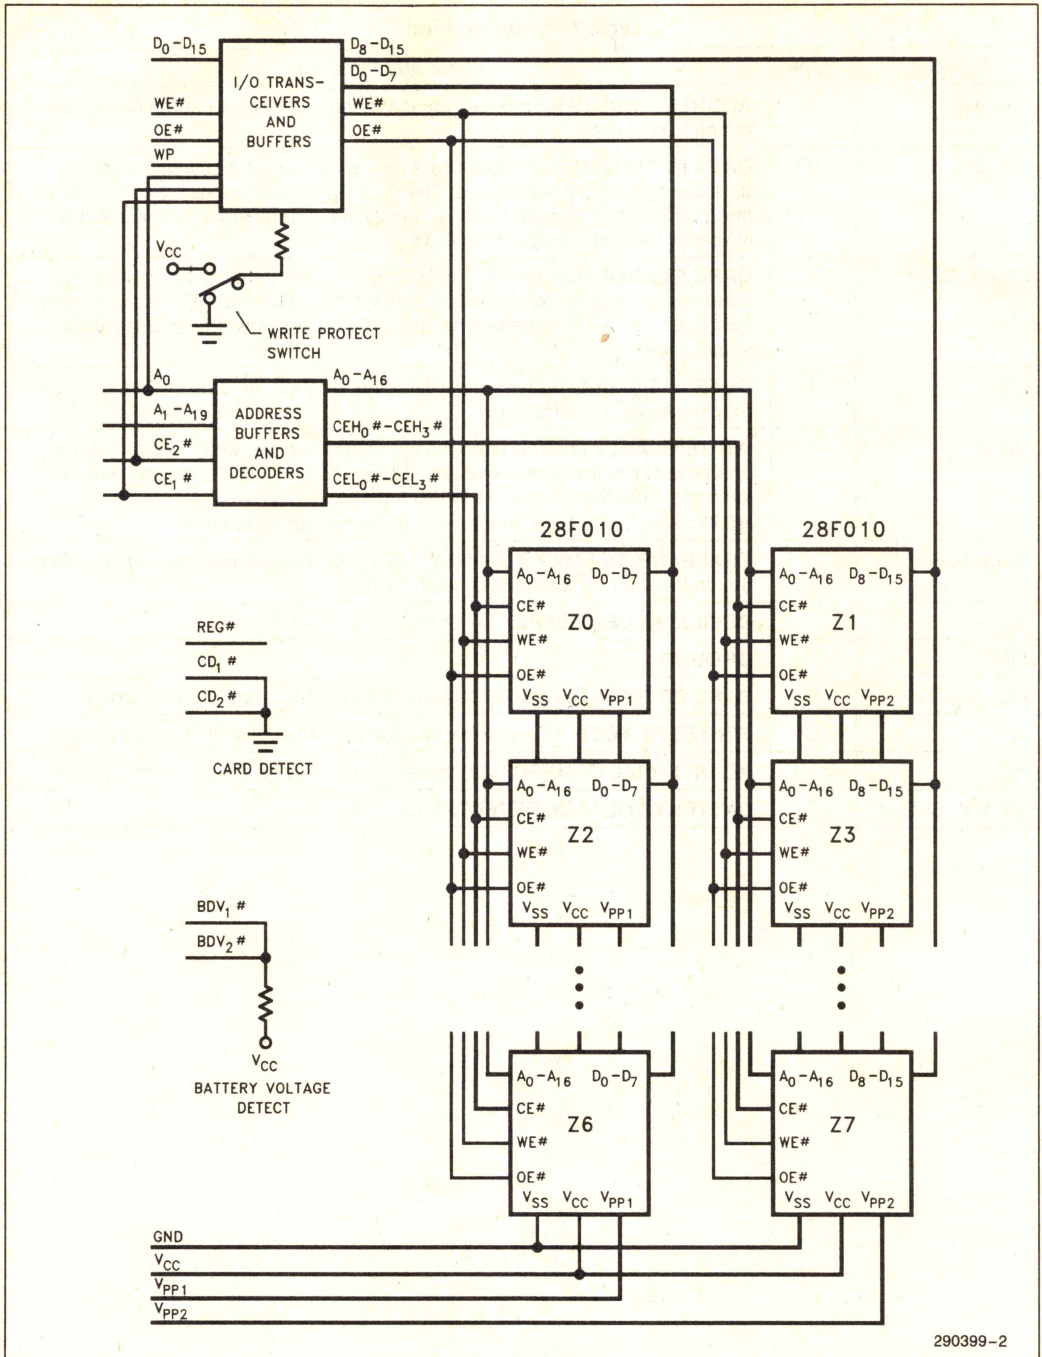 D0-D15
D8-D15
I/O TRANS-
CEIVERS
AND
BUFFERS
D0-D7
WE#
WE#
OE#
OE#
WP
VCC
WRITE PROTECT
SWITCH
A0
A0-A16
A1-A19
ADDRESS
BUFFERS
AND
DECODERS
CEH0#-CEH3#
CE2#
CE1#
CEL0#-CEL3#
28F010
28F010
A0-A16 D0-D7
CE#
Z0
WE#
OE#
VSS VCC VPP1
A0-A16 D8-D15
CE#
Z1
WE#
OE#
VSS VCC VPP2
REG#
CD1#
CD2#
CARD DETECT
A0-A16 D0-D7
CE#
Z2
WE#
OE#
VSS VCC VPP1
A0-A16 D8-D15
CE#
Z3
WE#
OE#
VSS VCC VPP2
BDV1#
BDV2#
VCC
BATTERY VOLTAGE
DETECT
A0-A16 D0-D7
CE#
Z6
WE#
OE#
VSS VCC VPP1
A0-A16 D8-D15
CE#
Z7
WE#
OE#
VSS VCC VPP2
GND
VCC
VPP1
VPP2
290399-2